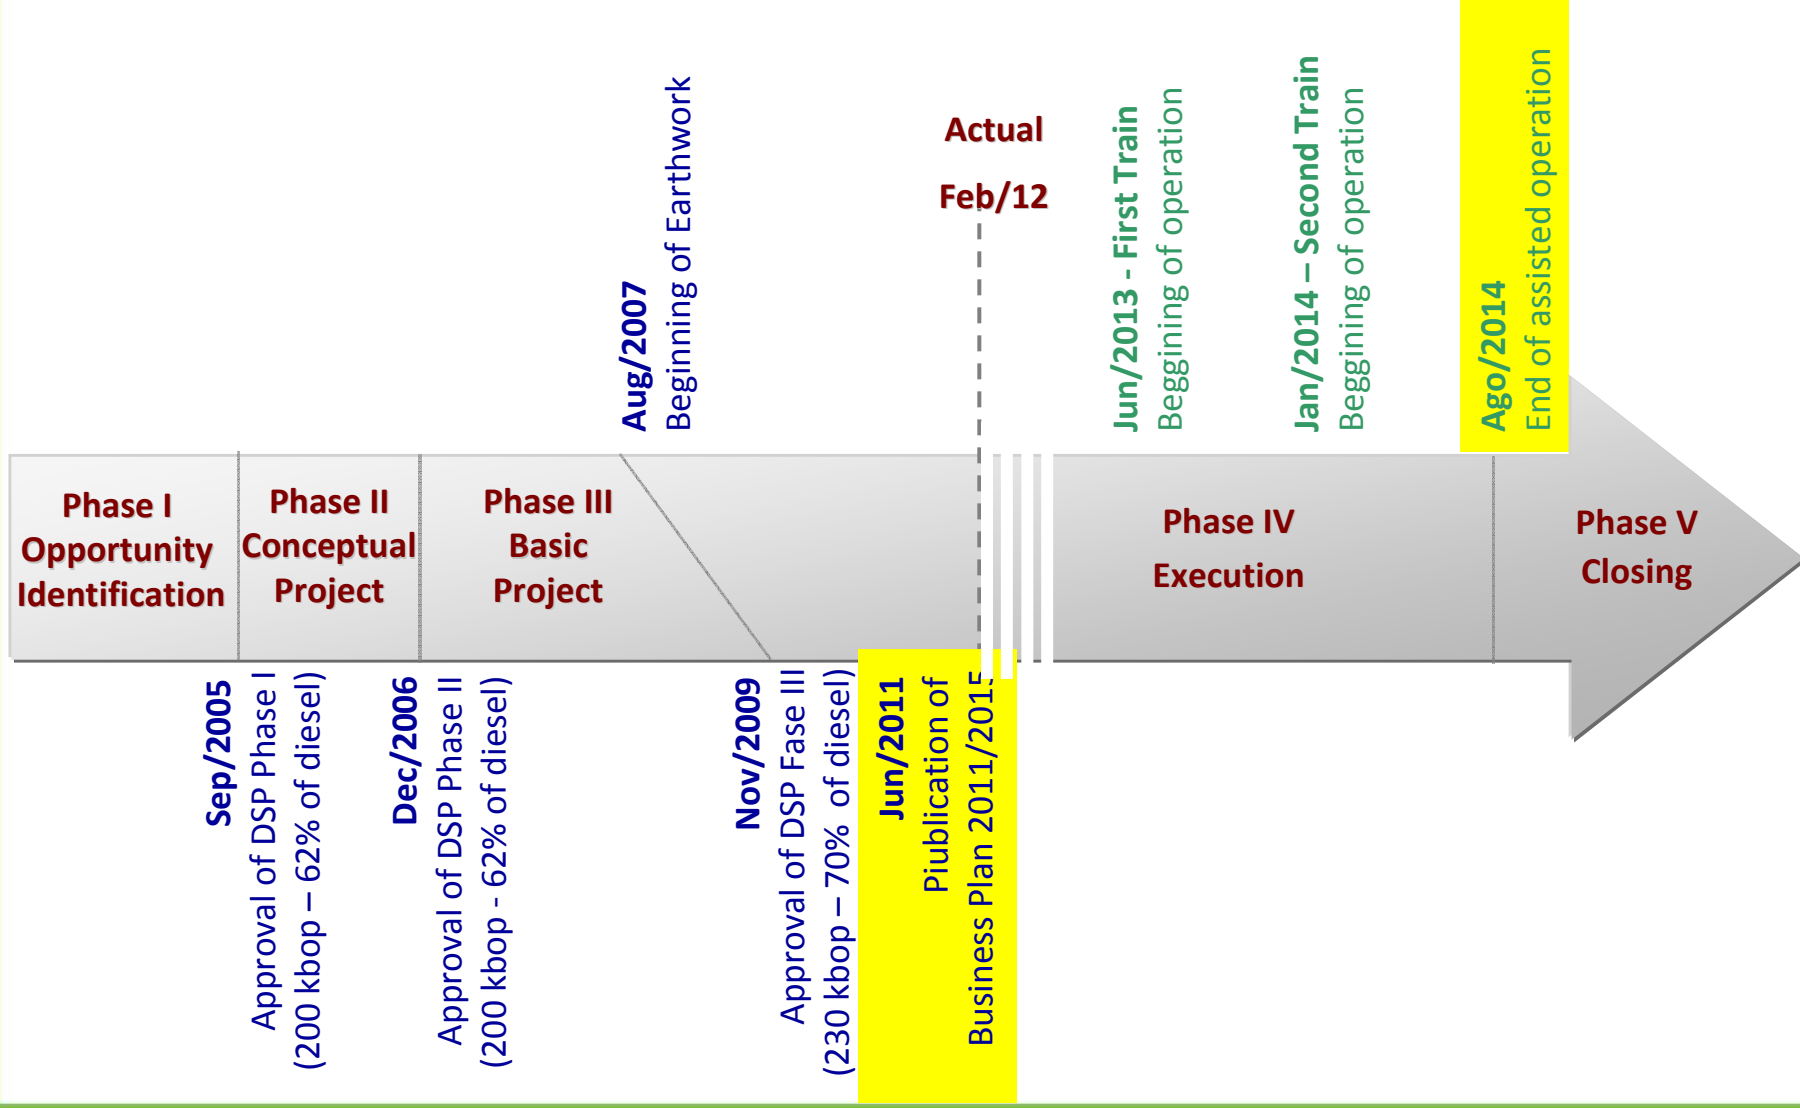 Aug/2007
Beginning of Earthwork
Actual
Feb/12
Jun/2013 - First Train
Beggining of operation
Jan/2014 – Second Train
Beggining of operation
Ago/2014
End of assisted operation
Phase I
Opportunity
Identification
Phase II
Conceptual
Project
Phase III
Basic
Project
Phase IV
Execution
Phase V
Closing
Sep/2005
Approval of DSP Phase I
(200 kbop – 62% of diesel)
Dec/2006
Approval of DSP Phase II
(200 kbop - 62% of diesel)
Nov/2009
Approval of DSP Fase III
(230 kbop – 70% of diesel)
Jun/2011
Piublication of
Business Plan 2011/2015